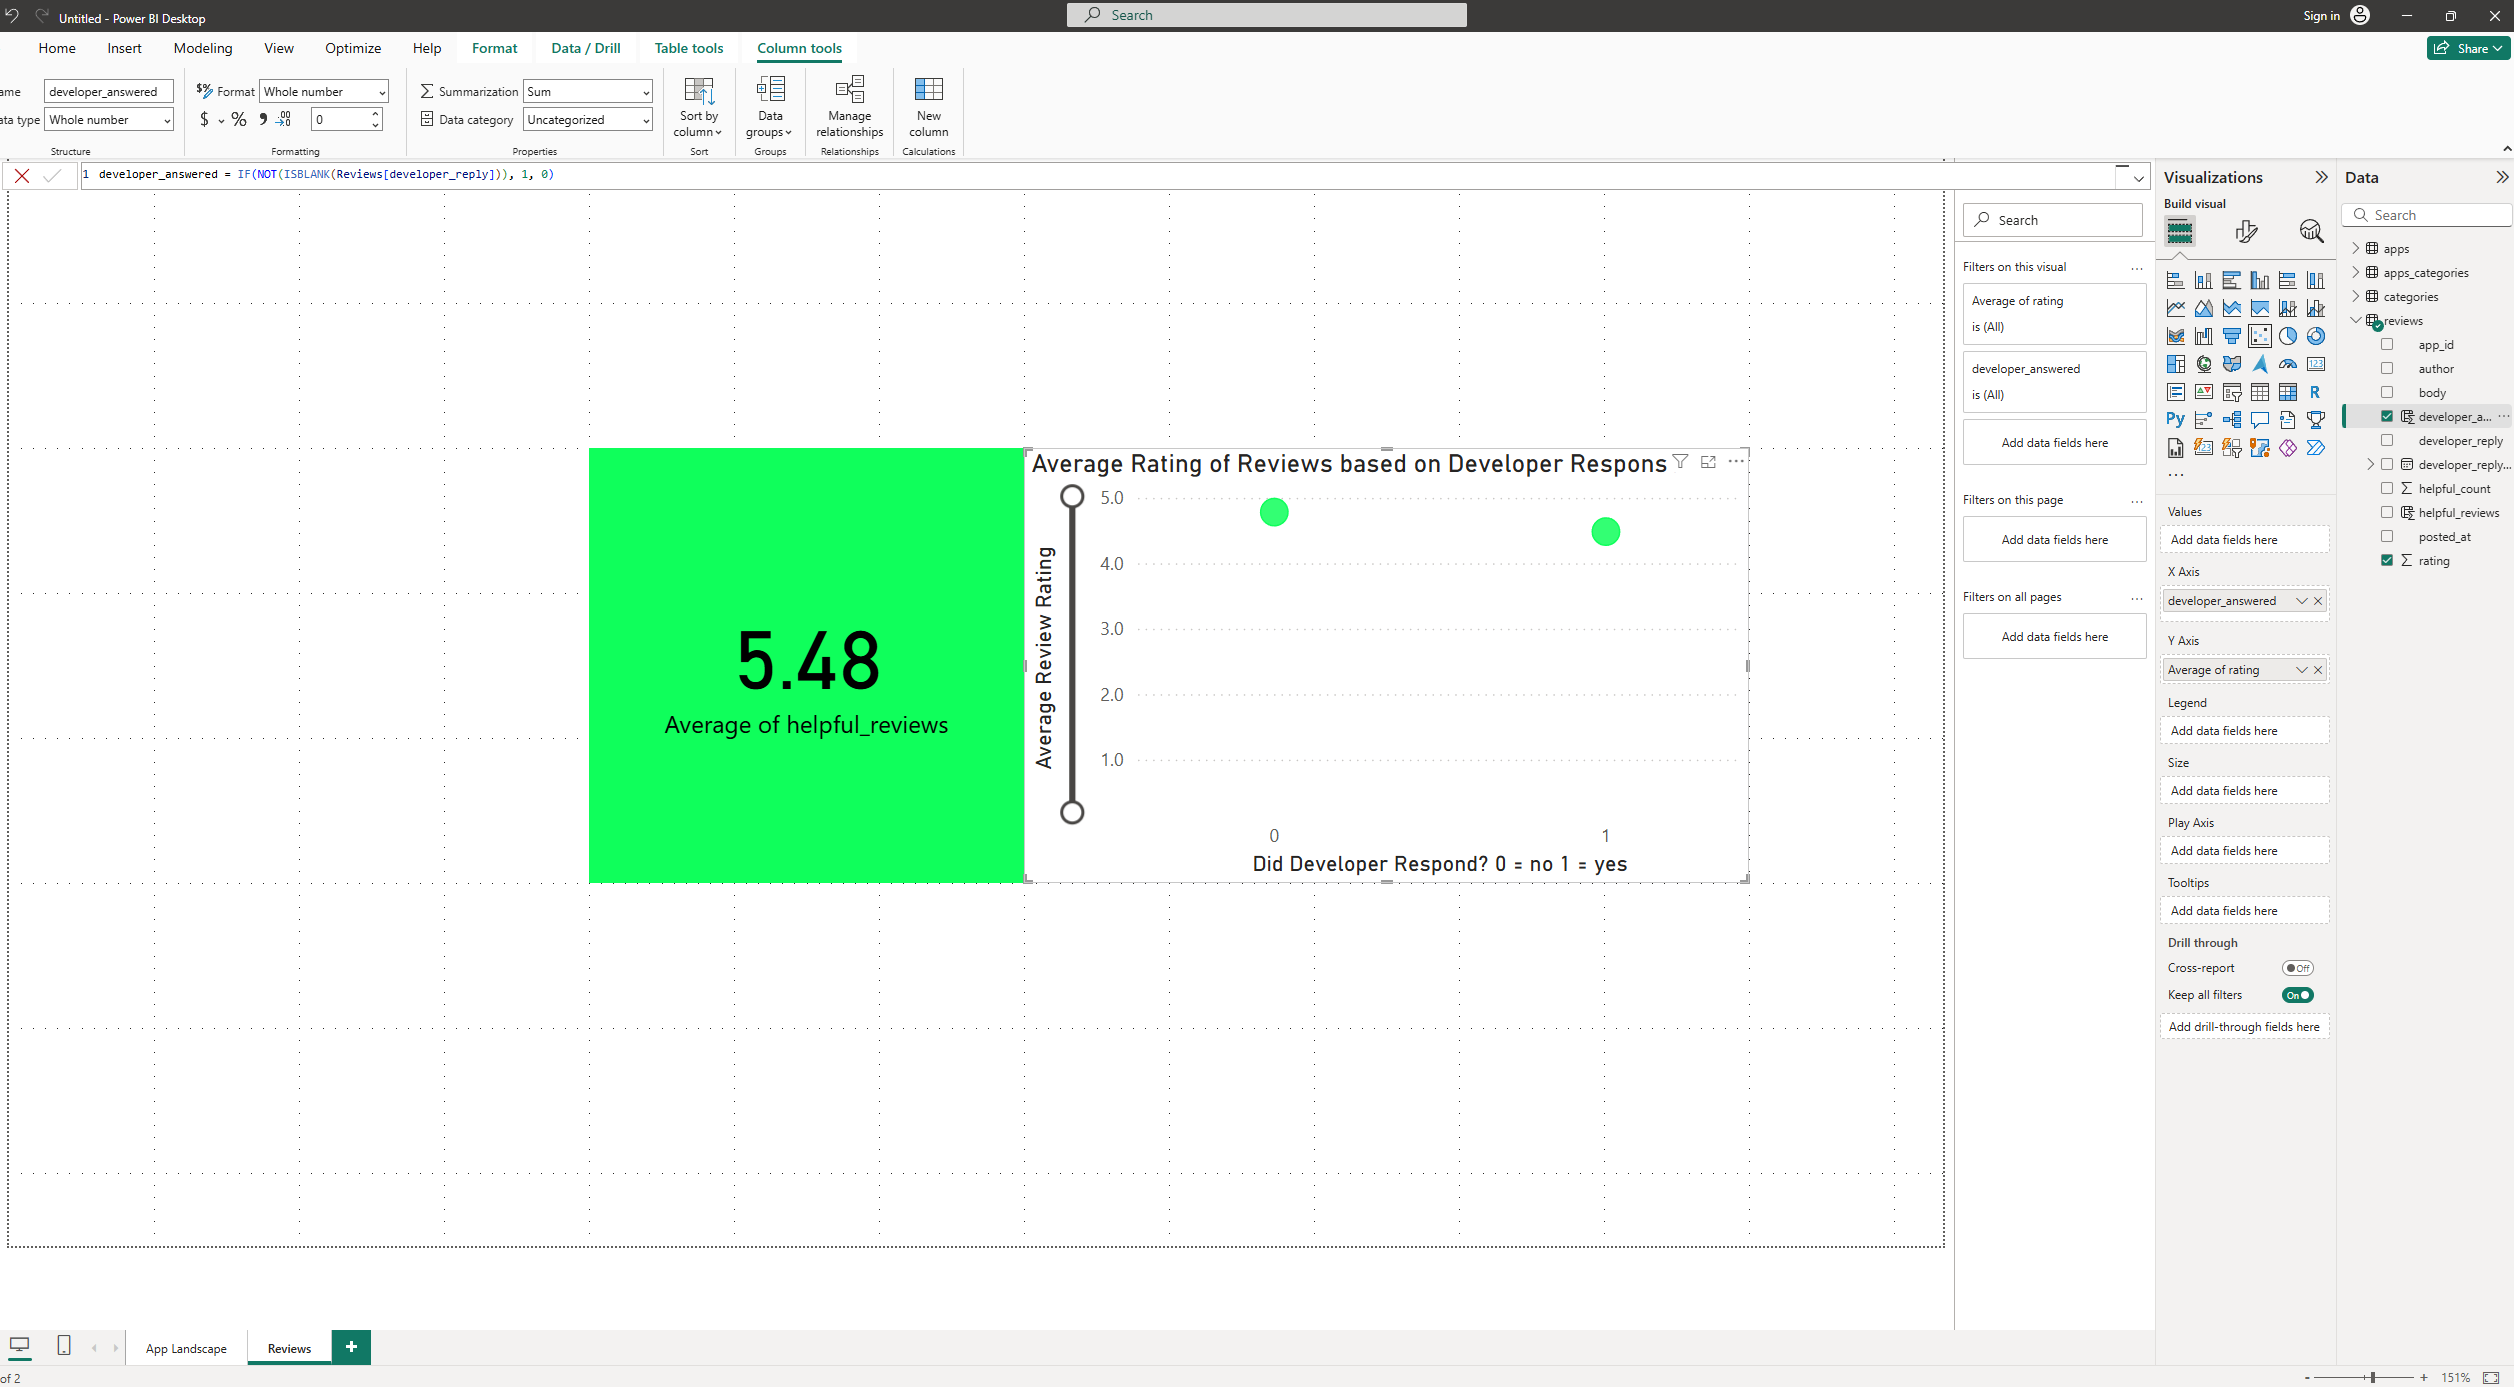 Untitled - Power BI Desktop
Search
Sign in
Home Insert Modeling View Optimize Help Format Data / Drill Table tools Column tools
Share
ame developer_answered
ata type Whole number
Structure
Format Whole number
$ % 0
Formatting
Summarization Sum
Data category Uncategorized
Properties
Sort by
column
Sort
Data
groups
Groups
Manage
relationships
Relationships
New
column
Calculations
1 developer_answered = IF(NOT(ISBLANK(Reviews[developer_reply])), 1, 0)
5.48
Average of helpful_reviews
Average Rating of Reviews based on Developer Respons
Average Review Rating
5.0
4.0
3.0
2.0
1.0
0 1
Did Developer Respond? 0 = no 1 = yes
Search
Filters on this visual
Average of rating
is (All)
developer_answered
is (All)
Add data fields here
Filters on this page
Add data fields here
Filters on all pages
Add data fields here
Visualizations
Build visual
123
R
Py
Values
Add data fields here
X Axis
developer_answered
Y Axis
Average of rating
Legend
Add data fields here
Size
Add data fields here
Play Axis
Add data fields here
Tooltips
Add data fields here
Drill through
Cross-report Off
Keep all filters On
Add drill-through fields here
Data
Search
apps
apps_categories
categories
reviews
app_id
author
body
developer_a...
developer_reply
developer_reply...
helpful_count
helpful_reviews
posted_at
rating
App Landscape Reviews +
of 2
- + 151%